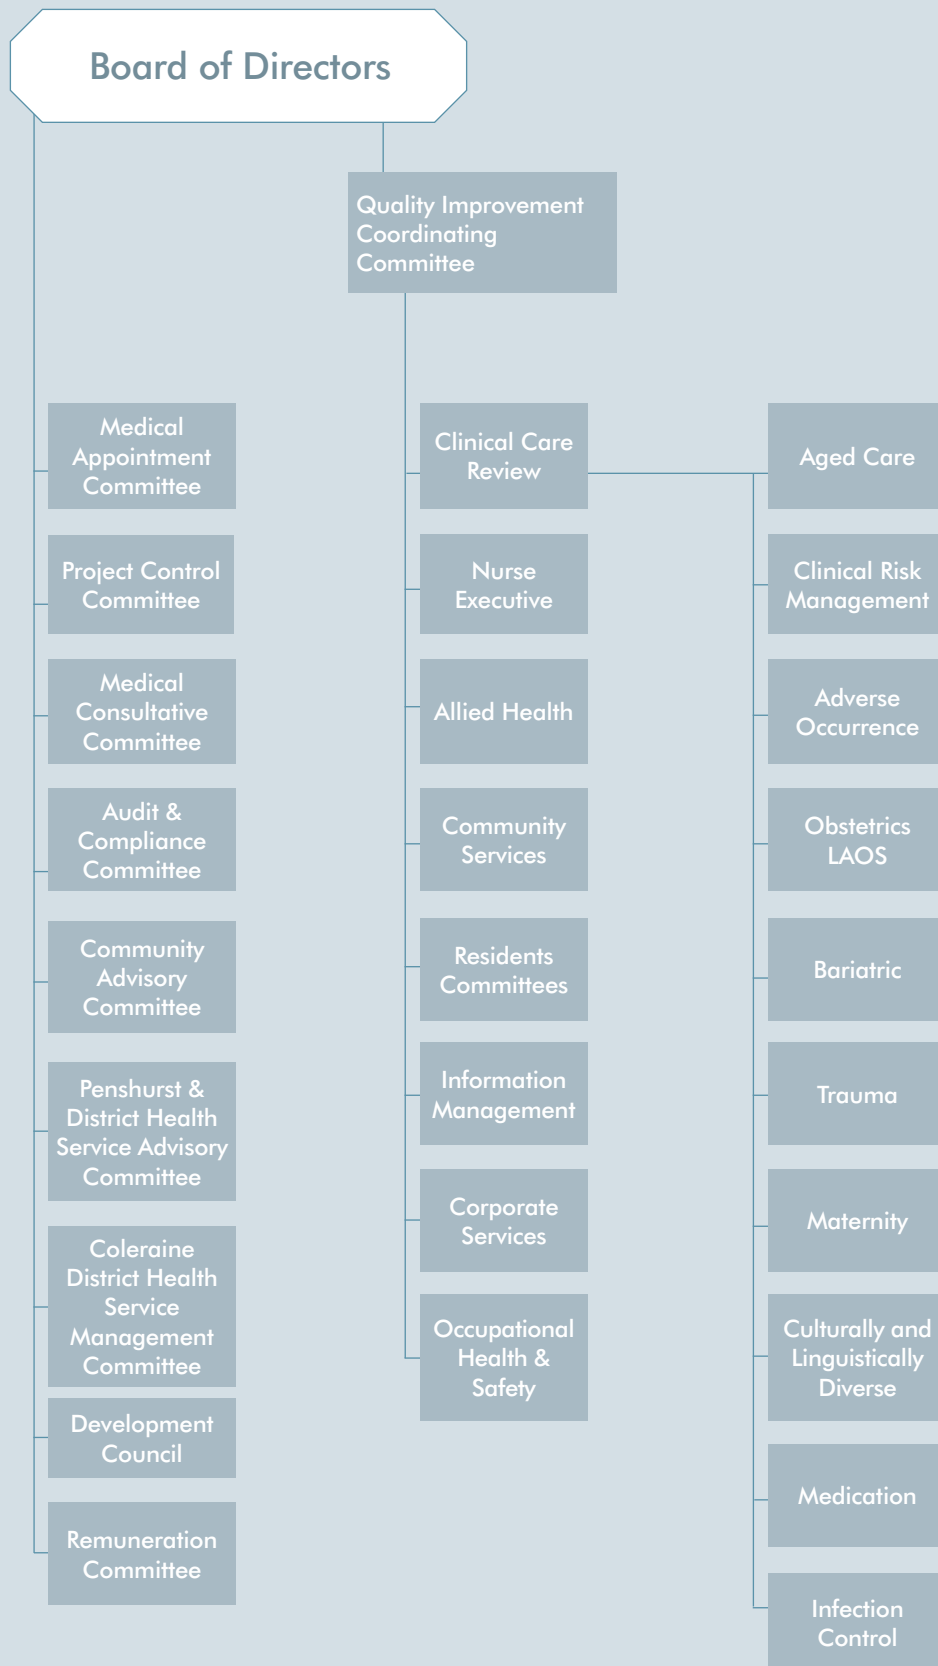 Board of Directors
Quality Improvement
Coordinating
Committee
Medical
Appointment
Committee
Project Control
Committee
Medical
Consultative
Committee
Audit &
Compliance
Committee
Community
Advisory
Committee
Penshurst &
District Health
Service Advisory
Committee
Coleraine
District Health
Service
Management
Committee
Development
Council
Remuneration
Committee
Clinical Care
Review
Nurse
Executive
Allied Health
Community
Services
Residents
Committees
Information
Management
Corporate
Services
Occupational
Health &
Safety
Aged Care
Clinical Risk
Management
Adverse
Occurrence
Obstetrics
LAOS
Bariatric
Trauma
Maternity
Culturally and
Linguistically
Diverse
Medication
Infection
Control